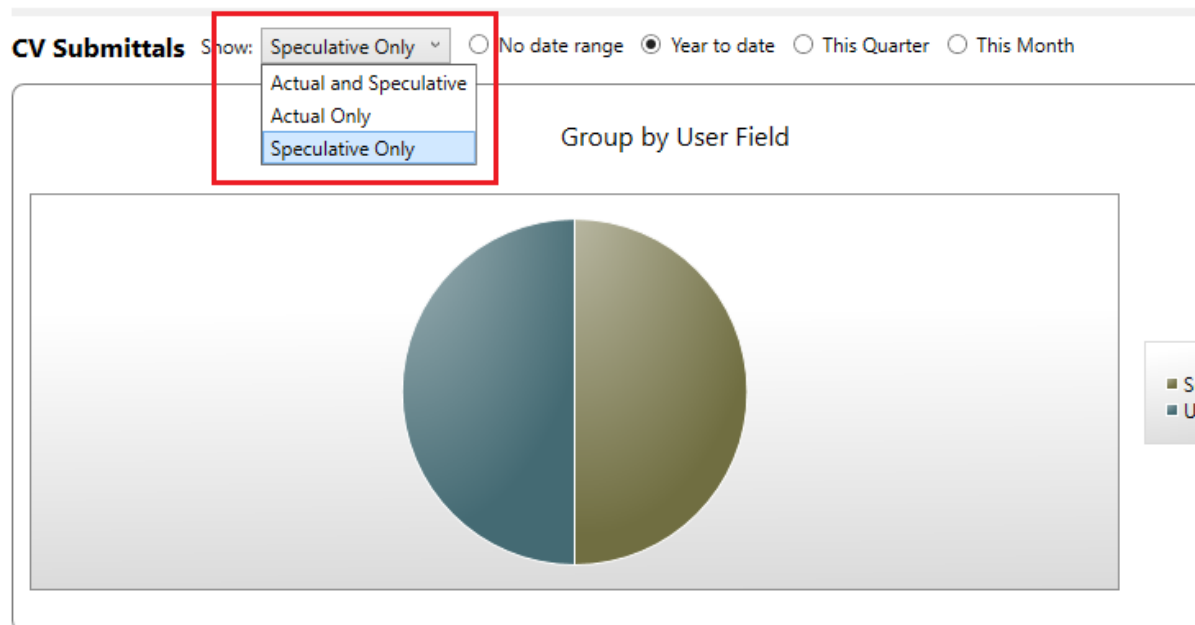 CV Submittals Show: Speculative Only No date range Year to date This Quarter This Month
Actual and Speculative
Actual Only
Speculative Only
Group by User Field
S
U